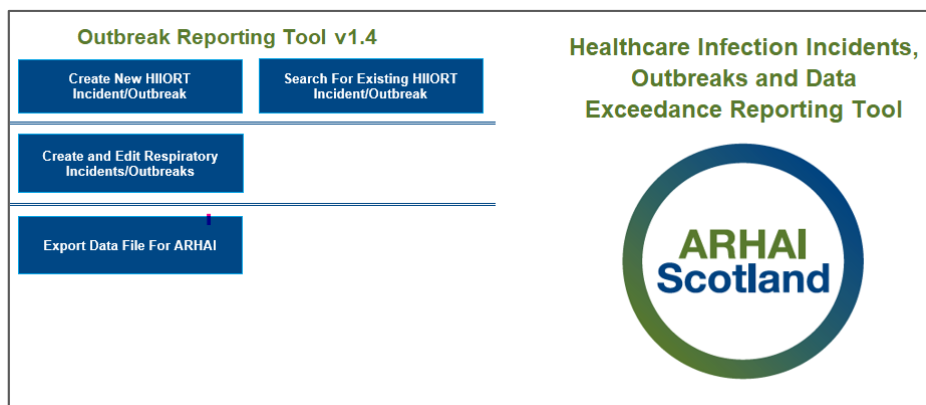 Outbreak Reporting Tool v1.4
Create New HIIORT
Incident/Outbreak
Search For Existing HIIORT
Incident/Outbreak
Create and Edit Respiratory
Incidents/Outbreaks
Export Data File For ARHAI
Healthcare Infection Incidents,
Outbreaks and Data
Exceedance Reporting Tool
ARHAI
Scotland